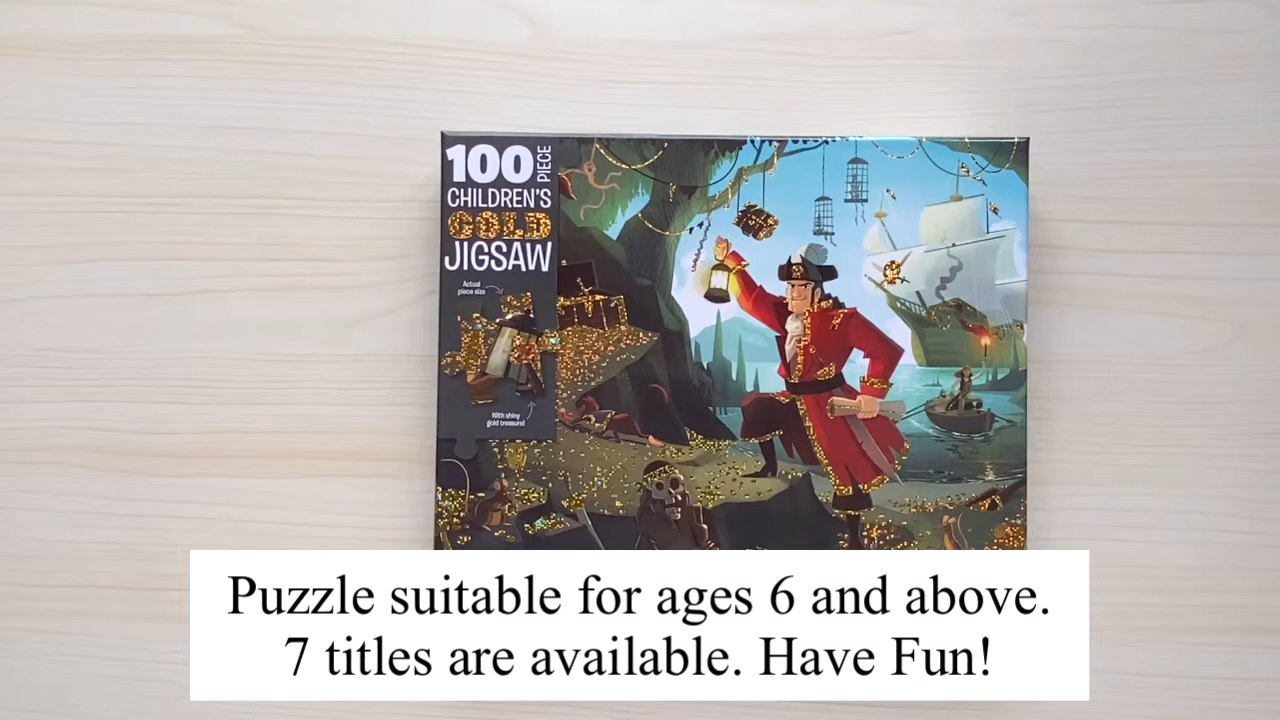 100 PIECE
CHILDREN'S
GOLD
JIGSAW
Actual
piece size
With shiny
gold treasure!
Puzzle suitable for ages 6 and above.
7 titles are available. Have Fun!